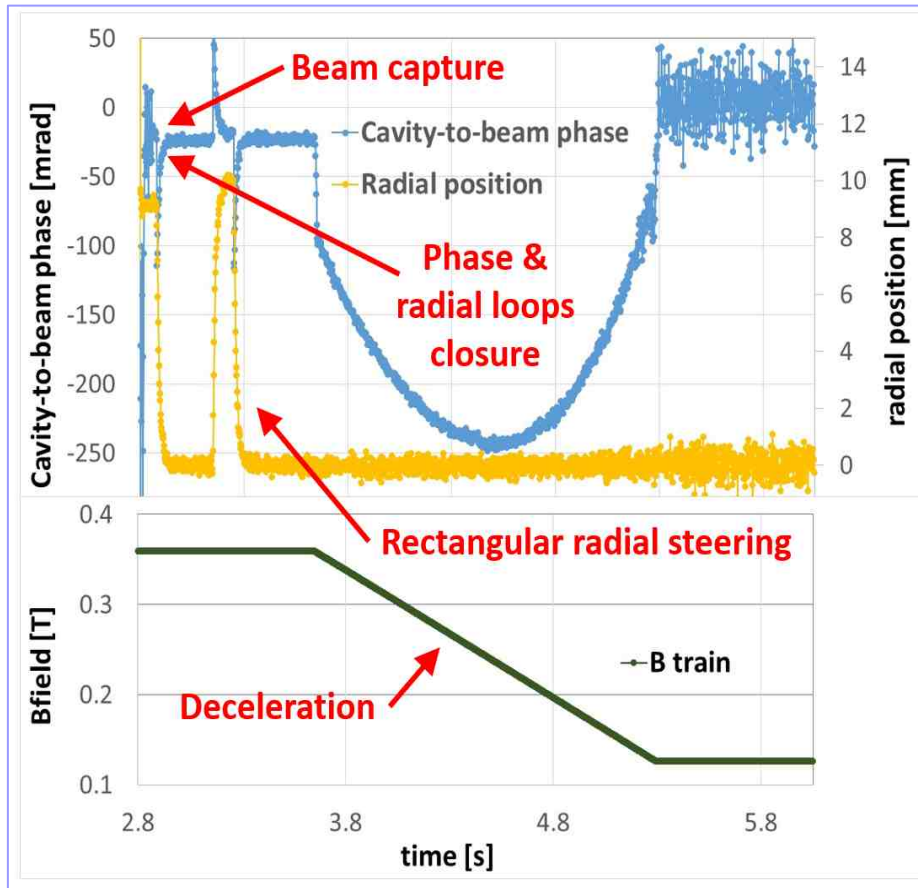 50
0
-50
-100
-150
-200
-250
Cavity-to-beam phase [mrad]
Beam capture
Cavity-to-beam phase
Radial position
Phase &
radial loops
closure
14
12
10
8
6
4
2
0
radial position [mm]
Rectangular radial steering
0.4
0.3
0.2
0.1
Bfield [T]
B train
Deceleration
2.8
3.8
4.8
5.8
time [s]